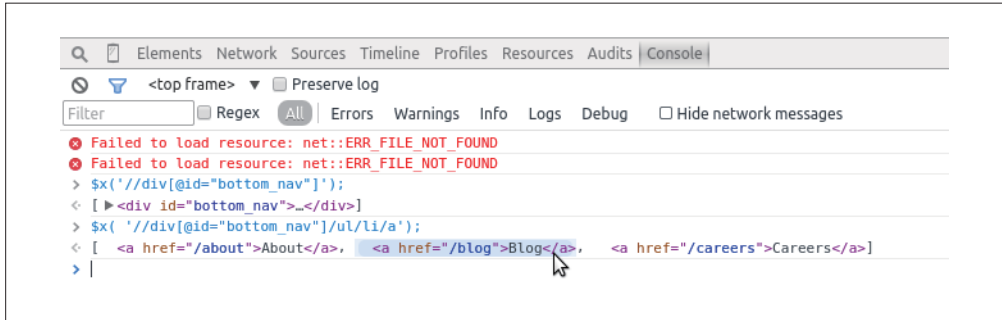 Elements Network Sources Timeline Profiles Resources Audits Console
<top frame> ▼ Preserve log
Filter Regex All Errors Warnings Info Logs Debug Hide network messages
Failed to load resource: net::ERR_FILE_NOT_FOUND
Failed to load resource: net::ERR_FILE_NOT_FOUND
> $x('//div[@id="bottom_nav"]');
[ ▶<div id="bottom_nav">…</div>]
> $x( '//div[@id="bottom_nav"]/ul/li/a');
[ <a href="/about">About</a>, <a href="/blog">Blog</a>, <a href="/careers">Careers</a>]
>